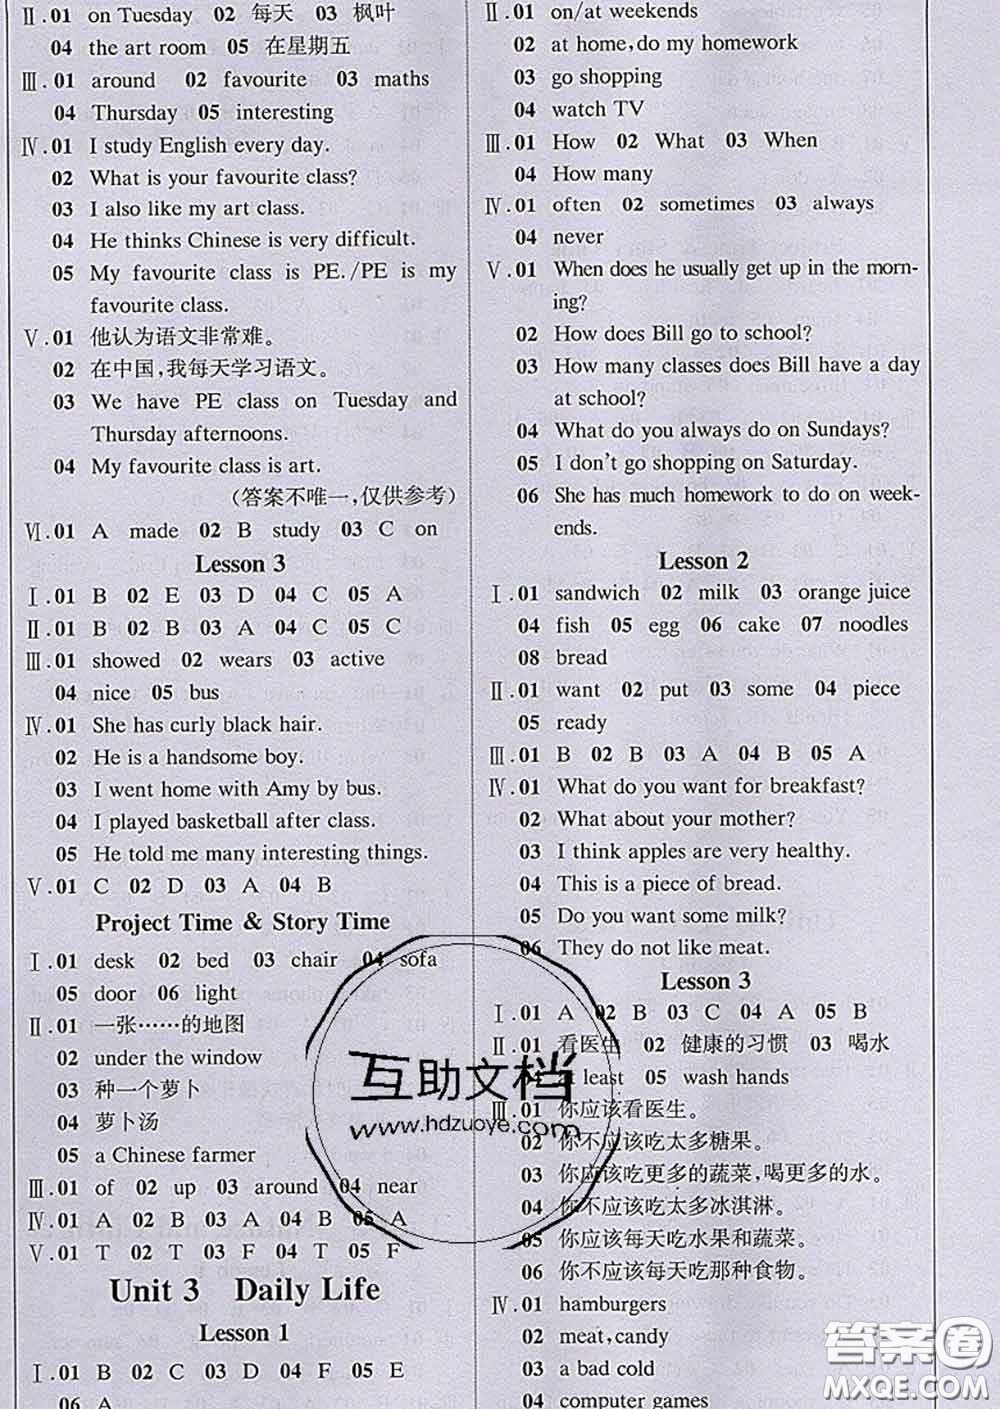 Ⅱ.01 on Tuesday 02 每天 03 枫叶
04 the art room 05 在星期五
Ⅲ.01 around 02 favourite 03 maths
04 Thursday 05 interesting
Ⅳ.01 I study English every day.
02 What is your favourite class?
03 I also like my art class.
04 He thinks Chinese is very difficult.
05 My favourite class is PE./PE is my
favourite class.
Ⅴ.01 他认为语文非常难。
02 在中国,我每天学习语文。
03 We have PE class on Tuesday and
Thursday afternoons.
04 My favourite class is art.
(答案不唯一,仅供参考)
Ⅵ.01 A made 02 B study 03 C on
Lesson 3
Ⅰ.01 B 02 E 03 D 04 C 05 A
Ⅱ.01 B 02 B 03 A 04 C 05 C
Ⅲ.01 showed 02 wears 03 active
04 nice 05 bus
Ⅳ.01 She has curly black hair.
02 He is a handsome boy.
03 I went home with Amy by bus.
04 I played basketball after class.
05 He told me many interesting things.
Ⅴ.01 C 02 D 03 A 04 B
Project Time & Story Time
Ⅰ.01 desk 02 bed 03 chair 04 sofa
05 door 06 light
Ⅱ.01 一张……的地图
02 under the window
03 种一个萝卜
04 萝卜汤
05 a Chinese farmer
Ⅲ.01 of 02 up 03 around 04 near
Ⅳ.01 A 02 B 03 A 04 B 05 A
Ⅴ.01 T 02 T 03 F 04 T 05 F
Unit 3 Daily Life
Lesson 1
Ⅰ.01 B 02 C 03 D 04 F 05 E
06 A
Ⅱ.01 on/at weekends
02 at home,do my homework
03 go shopping
04 watch TV
Ⅲ.01 How 02 What 03 When
04 How many
Ⅳ.01 often 02 sometimes 03 always
04 never
Ⅴ.01 When does he usually get up in the morn-
ing?
02 How does Bill go to school?
03 How many classes does Bill have a day
at school?
04 What do you always do on Sundays?
05 I don't go shopping on Saturday.
06 She has much homework to do on week-
ends.
Lesson 2
Ⅰ.01 sandwich 02 milk 03 orange juice
04 fish 05 egg 06 cake 07 noodles
08 bread
Ⅱ.01 want 02 put 03 some 04 piece
05 ready
Ⅲ.01 B 02 B 03 A 04 B 05 A
Ⅳ.01 What do you want for breakfast?
02 What about your mother?
03 I think apples are very healthy.
04 This is a piece of bread.
05 Do you want some milk?
06 They do not like meat.
Lesson 3
Ⅰ.01 A 02 B 03 C 04 A 05 B
Ⅱ.01 看医生 02 健康的习惯 03 喝水
04 at least 05 wash hands
Ⅲ.01 你应该看医生。
02 你不应该吃太多糖果。
03 你应该吃更多的蔬菜,喝更多的水。
04 你不应该吃太多冰淇淋。
05 你应该每天吃水果和蔬菜。
06 你不应该每天吃那种食物。
Ⅳ.01 hamburgers
02 meat,candy
03 a bad cold
04 computer games
互助文档
www.hdzuoye.com
答案圈
MXQE.COM